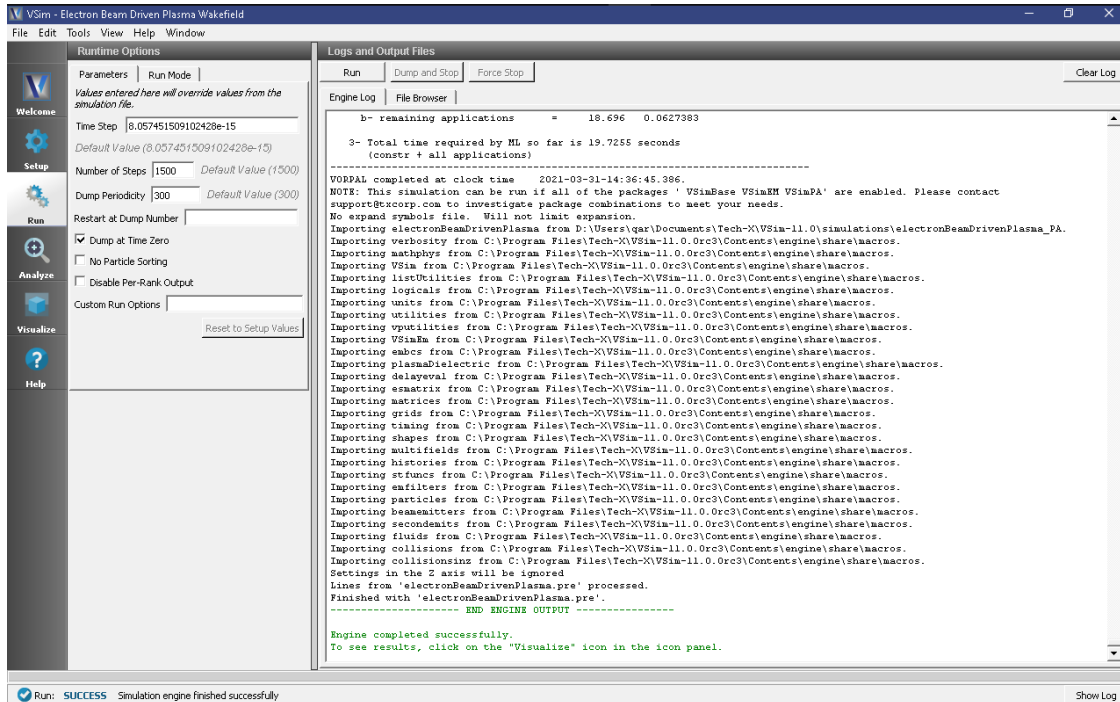 VSim - Electron Beam Driven Plasma Wakefield
File Edit Tools View Help Window
Welcome
Setup
Run
Analyze
Visualize
Help
Runtime Options
Parameters Run Mode
Values entered here will override values from the
simulation file.
Time Step 8.057451509102428e-15
Default Value (8.057451509102428e-15)
Number of Steps 1500 Default Value (1500)
Dump Periodicity 300 Default Value (300)
Restart at Dump Number
Dump at Time Zero
No Particle Sorting
Disable Per-Rank Output
Custom Run Options
Reset to Setup Values
Logs and Output Files
Run Dump and Stop Force Stop Clear Log
Engine Log File Browser
b- remaining applications = 18.696 0.0627383
3- Total time required by ML so far is 19.7255 seconds
(constr + all applications)
--------------------------------------------------------------------------
VORPAL completed at clock time 2021-03-31-14:36:45.386.
NOTE: This simulation can be run if all of the packages ' VSimBase VSimEM VSimPA' are enabled. Please contact
support@txcorp.com to investigate package combinations to meet your needs.
No expand symbols file. Will not limit expansion.
Importing electronBeamDrivenPlasma from D:\Users\qar\Documents\Tech-X\VSim-11.0\simulations\electronBeamDrivenPlasma_PA.
Importing verbosity from C:\Program Files\Tech-X\VSim-11.0.0rc3\Contents\engine\share\macros.
Importing mathphys from C:\Program Files\Tech-X\VSim-11.0.0rc3\Contents\engine\share\macros.
Importing VSim from C:\Program Files\Tech-X\VSim-11.0.0rc3\Contents\engine\share\macros.
Importing listUtilities from C:\Program Files\Tech-X\VSim-11.0.0rc3\Contents\engine\share\macros.
Importing logicals from C:\Program Files\Tech-X\VSim-11.0.0rc3\Contents\engine\share\macros.
Importing units from C:\Program Files\Tech-X\VSim-11.0.0rc3\Contents\engine\share\macros.
Importing utilities from C:\Program Files\Tech-X\VSim-11.0.0rc3\Contents\engine\share\macros.
Importing vputilities from C:\Program Files\Tech-X\VSim-11.0.0rc3\Contents\engine\share\macros.
Importing VSimEm from C:\Program Files\Tech-X\VSim-11.0.0rc3\Contents\engine\share\macros.
Importing embcs from C:\Program Files\Tech-X\VSim-11.0.0rc3\Contents\engine\share\macros.
Importing plasmaDielectric from C:\Program Files\Tech-X\VSim-11.0.0rc3\Contents\engine\share\macros.
Importing delayeval from C:\Program Files\Tech-X\VSim-11.0.0rc3\Contents\engine\share\macros.
Importing esmatrix from C:\Program Files\Tech-X\VSim-11.0.0rc3\Contents\engine\share\macros.
Importing matrices from C:\Program Files\Tech-X\VSim-11.0.0rc3\Contents\engine\share\macros.
Importing grids from C:\Program Files\Tech-X\VSim-11.0.0rc3\Contents\engine\share\macros.
Importing timing from C:\Program Files\Tech-X\VSim-11.0.0rc3\Contents\engine\share\macros.
Importing shapes from C:\Program Files\Tech-X\VSim-11.0.0rc3\Contents\engine\share\macros.
Importing multifields from C:\Program Files\Tech-X\VSim-11.0.0rc3\Contents\engine\share\macros.
Importing histories from C:\Program Files\Tech-X\VSim-11.0.0rc3\Contents\engine\share\macros.
Importing stfuncs from C:\Program Files\Tech-X\VSim-11.0.0rc3\Contents\engine\share\macros.
Importing emfilters from C:\Program Files\Tech-X\VSim-11.0.0rc3\Contents\engine\share\macros.
Importing particles from C:\Program Files\Tech-X\VSim-11.0.0rc3\Contents\engine\share\macros.
Importing beamemitters from C:\Program Files\Tech-X\VSim-11.0.0rc3\Contents\engine\share\macros.
Importing secondemits from C:\Program Files\Tech-X\VSim-11.0.0rc3\Contents\engine\share\macros.
Importing fluids from C:\Program Files\Tech-X\VSim-11.0.0rc3\Contents\engine\share\macros.
Importing collisions from C:\Program Files\Tech-X\VSim-11.0.0rc3\Contents\engine\share\macros.
Importing collisionsinz from C:\Program Files\Tech-X\VSim-11.0.0rc3\Contents\engine\share\macros.
Settings in the Z axis will be ignored
Lines from 'electronBeamDrivenPlasma.pre' processed.
Finished with 'electronBeamDrivenPlasma.pre'.
-------------------- END ENGINE OUTPUT ---------------
Engine completed successfully.
To see results, click on the "Visualize" icon in the icon panel.
Run: SUCCESS Simulation engine finished successfully Show Log